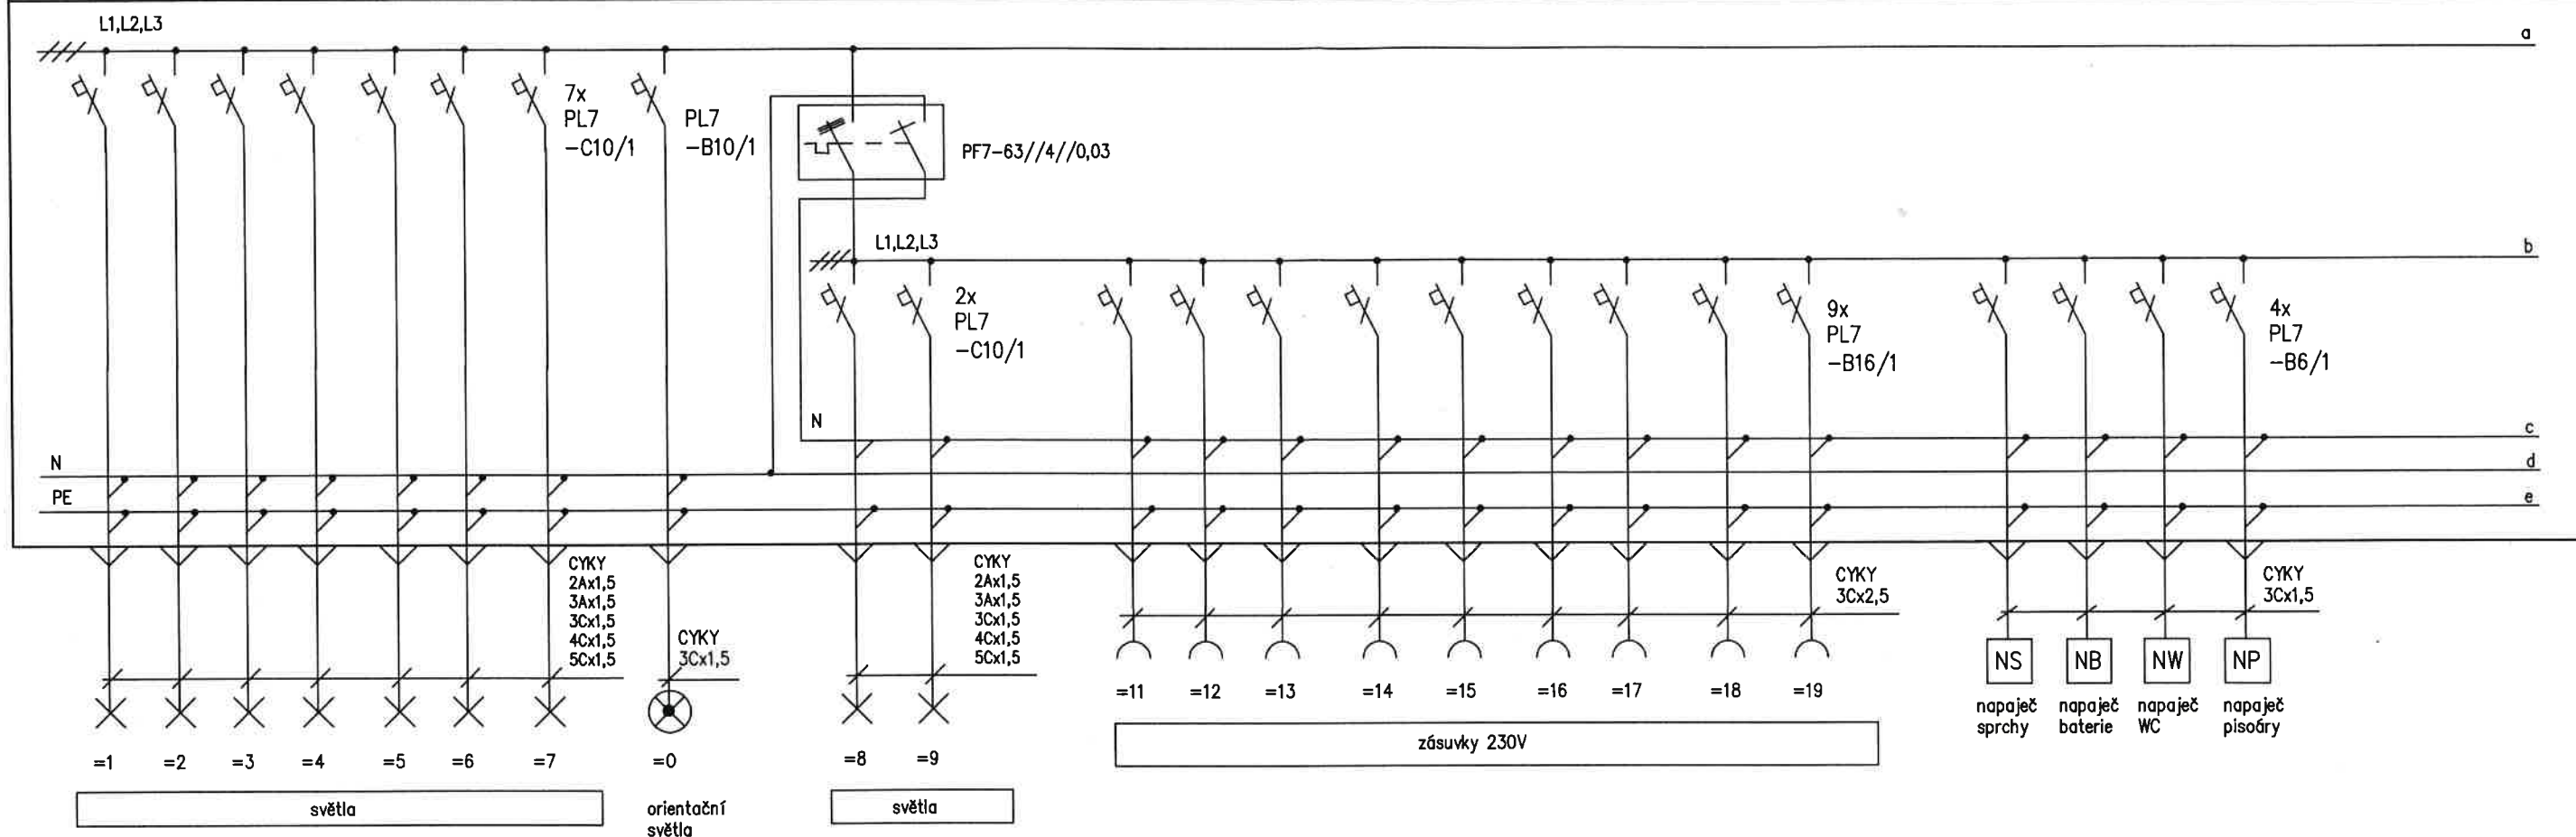 L1,L2,L3
a
7x
PL7
-C10/1
PL7
-B10/1
PF7-63//4//0,03
L1,L2,L3
b
2x
PL7
-C10/1
9x
PL7
-B16/1
4x
PL7
-B6/1
N
c
N
d
PE
e
CYKY
2Ax1,5
3Ax1,5
3Cx1,5
4Cx1,5
5Cx1,5
CYKY
3Cx1,5
CYKY
2Ax1,5
3Ax1,5
3Cx1,5
4Cx1,5
5Cx1,5
CYKY
3Cx2,5
CYKY
3Cx1,5
NS
NB
NW
NP
=11
=12
=13
=14
=15
=16
=17
=18
=19
napaječ
sprchy
napaječ
baterie
napaječ
WC
napaječ
pisoáry
zásuvky 230V
=1
=2
=3
=4
=5
=6
=7
=0
=8
=9
světla
orientační
světla
světla